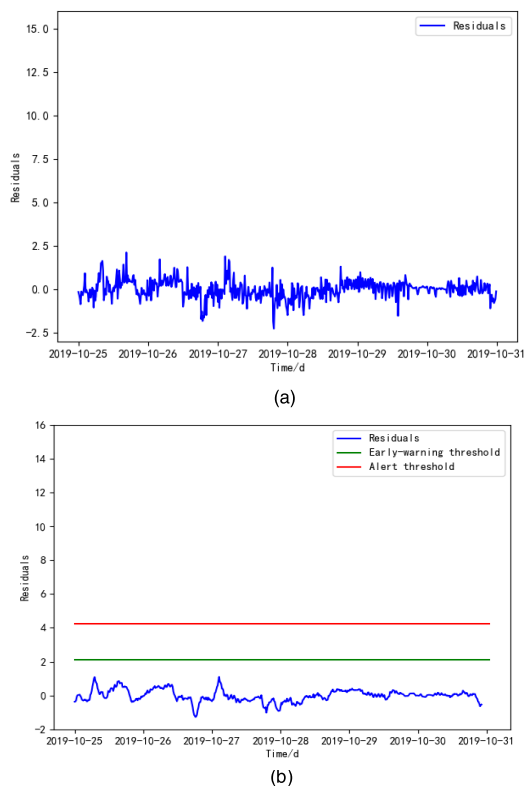 Residuals
15.0
12.5
10.0
7.5
5.0
2.5
0.0
−2.5
Residuals
2019-10-25 2019-10-26 2019-10-27 2019-10-28 2019-10-29 2019-10-30 2019-10-31
Time/d
(a)
Residuals
Early-warning threshold
Alert threshold
16
14
12
10
8
6
4
2
0
−2
Residuals
2019-10-25 2019-10-26 2019-10-27 2019-10-28 2019-10-29 2019-10-30 2019-10-31
Time/d
(b)